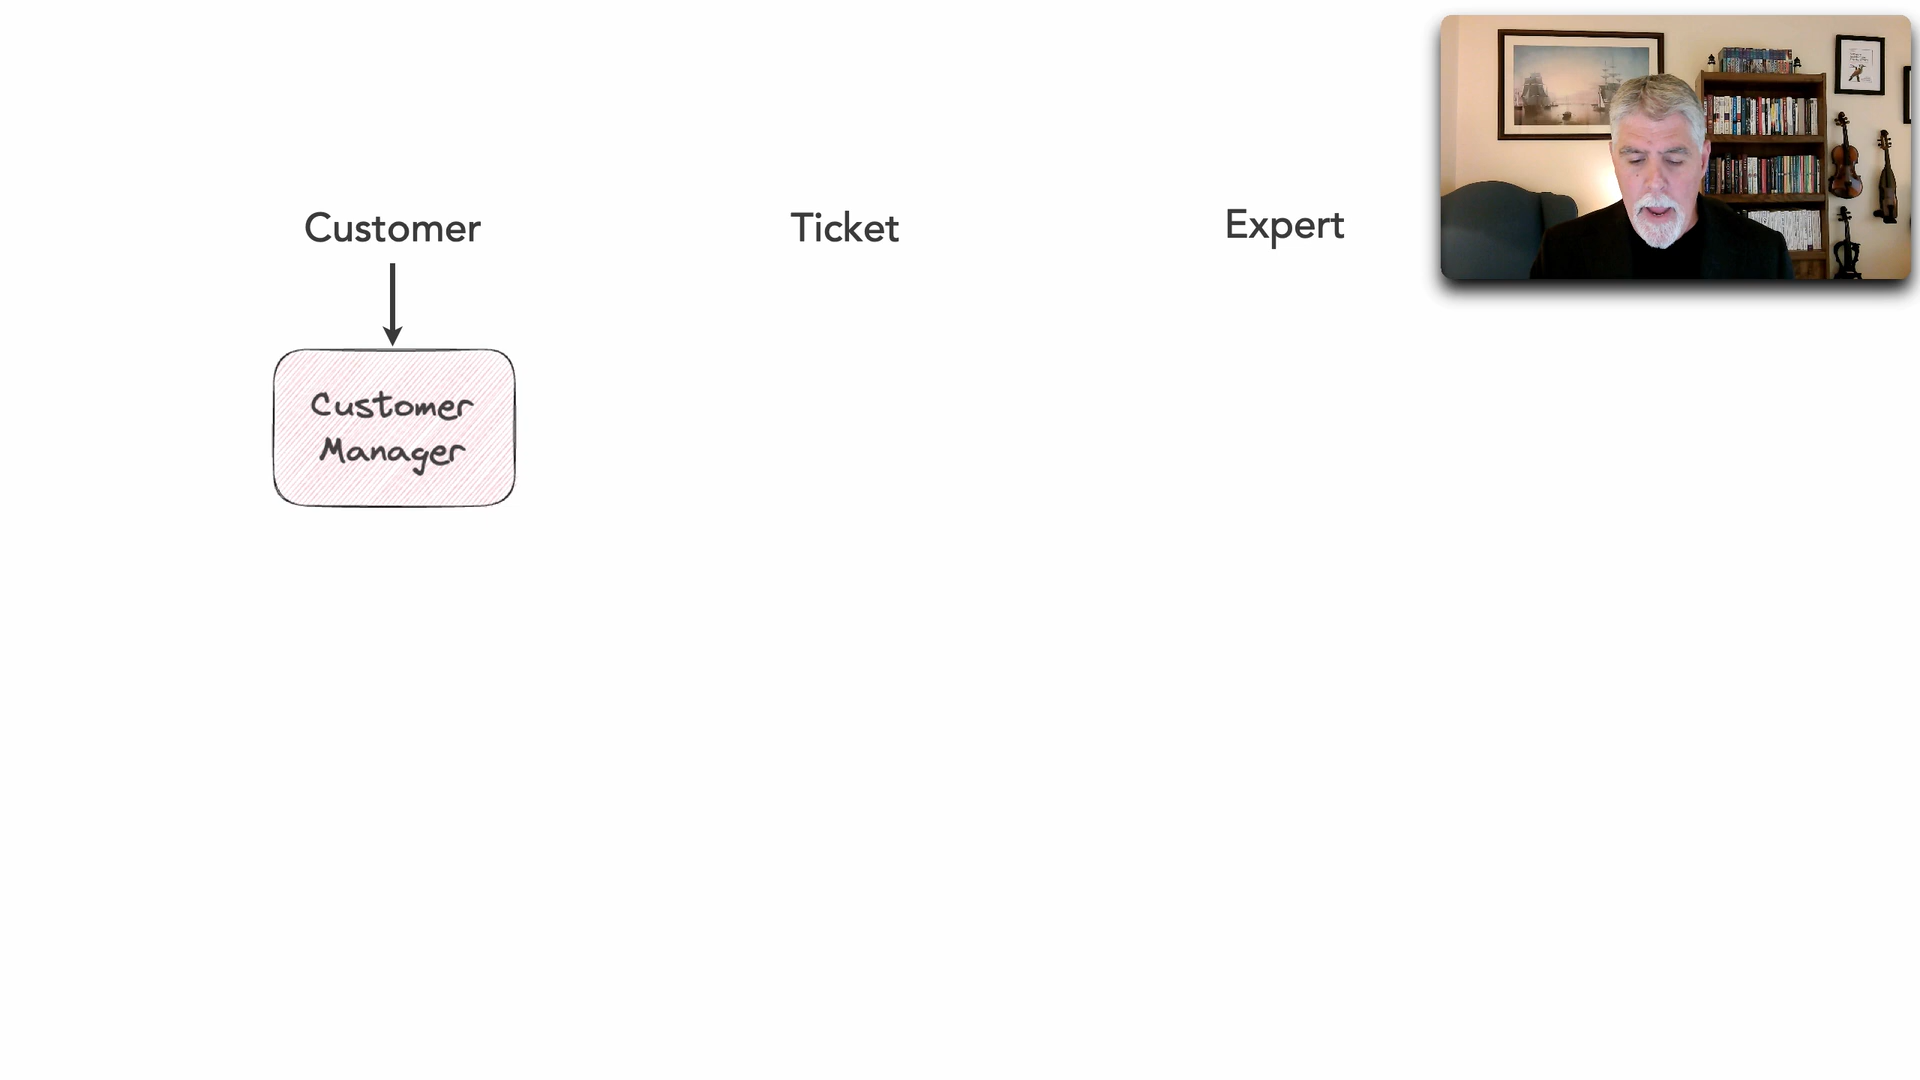 Customer
Ticket
Expert
Customer
Manager